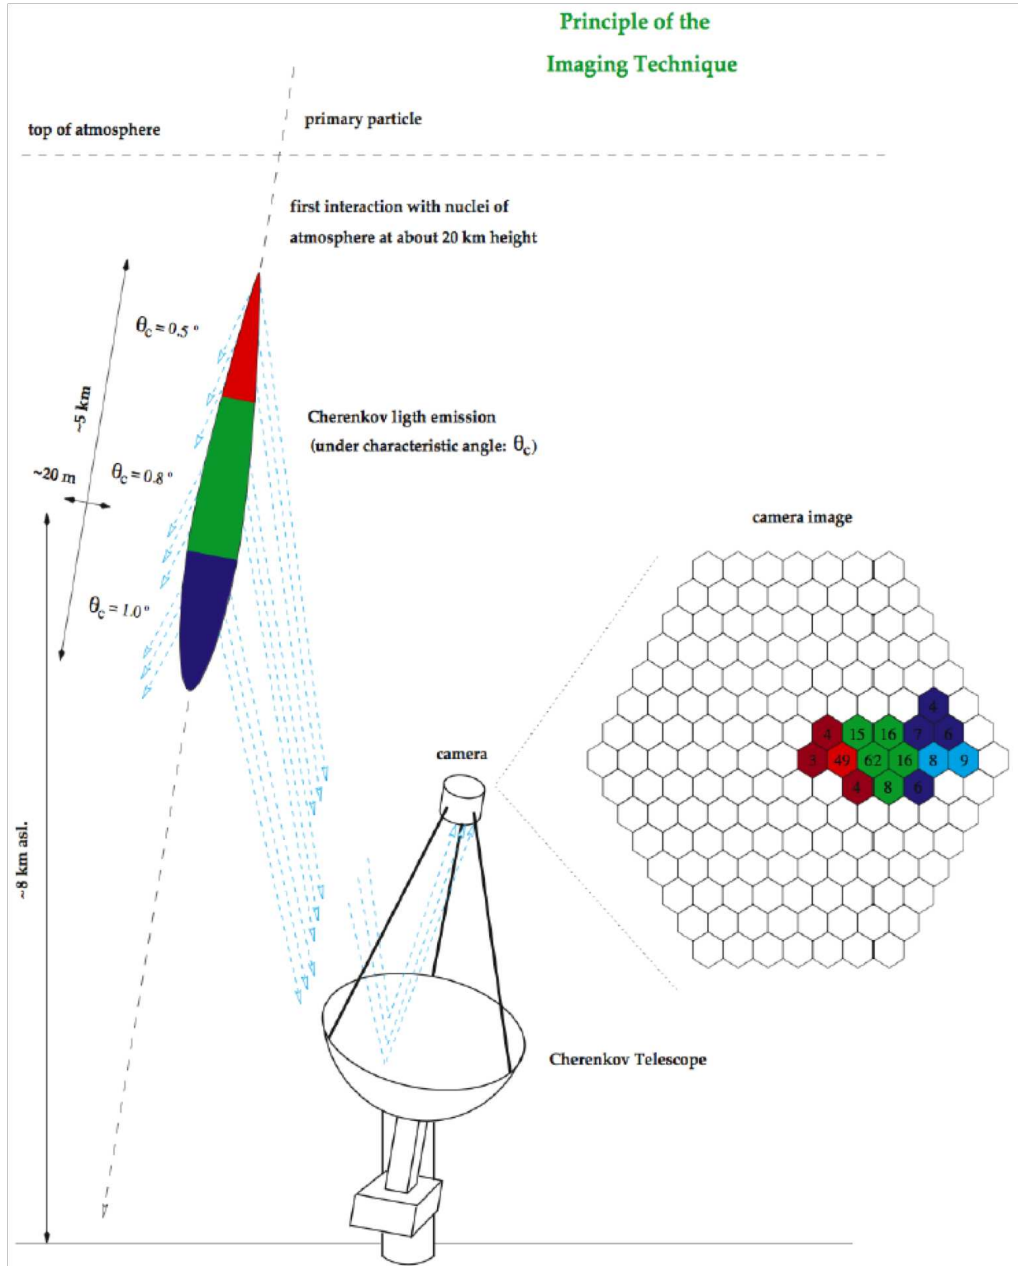 Principle of the
Imaging Technique
primary particle
top of atmosphere
first interaction with nuclei of
atmosphere at about 20 km height
θc = 0.5 °
~5 km
Cherenkov ligth emission
(under characteristic angle: θc)
~20 m
θc = 0.8 °
camera image
θc = 1.0 °
4
4 15 16 7 6
3 49 62 16 8 9
4 8 6
camera
~8 km asl.
Cherenkov Telescope